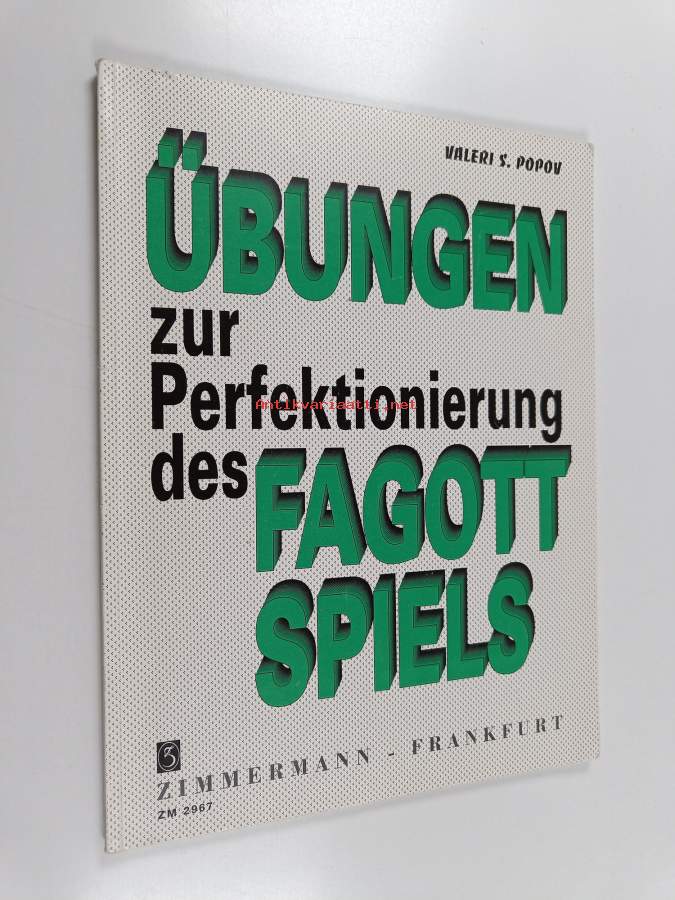 VALERI S. POPOV
ÜBUNGEN
zur
Perfektionierung
Antikvariaatti.net
des FAGOTT
SPIELS
ZIMMERMANN - FRANKFURT
ZM 2967